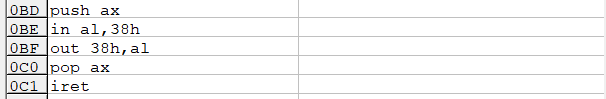 0BD push ax
0BE in al,38h
0BF out 38h,al
0C0 pop ax
0C1 iret